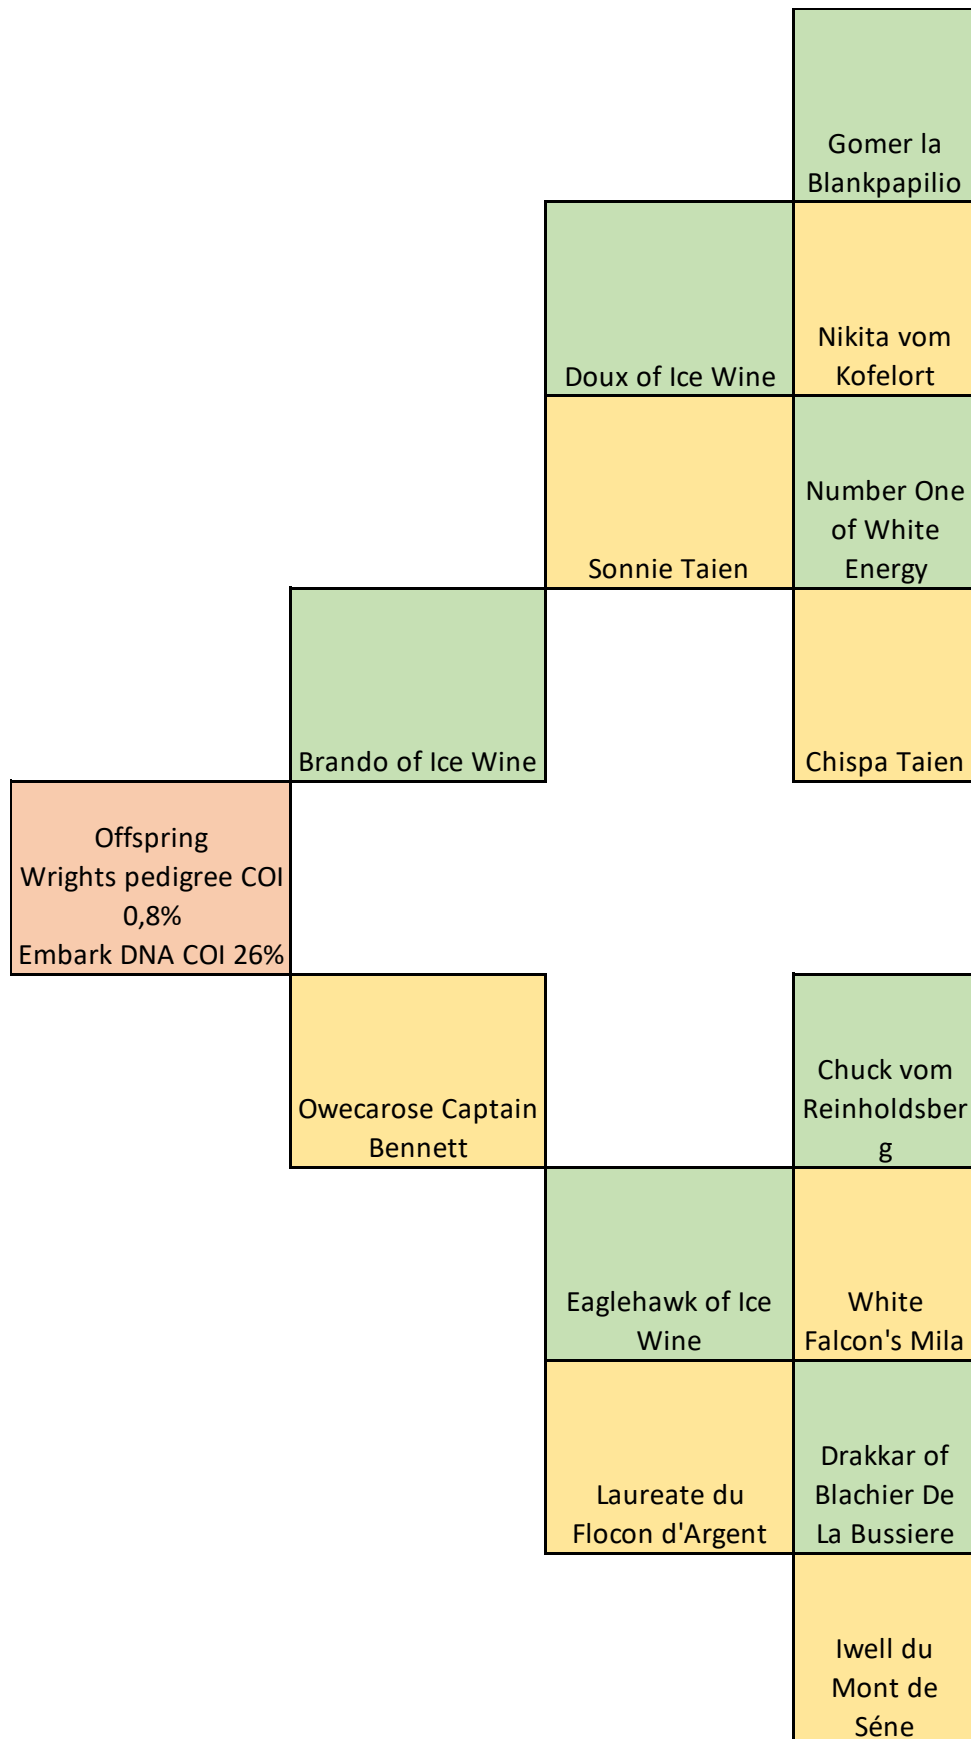 Gomer la
Blankpapilio
Doux of Ice Wine
Nikita vom
Kofelort
Sonnie Taien
Number One
of White
Energy
Brando of Ice Wine
Chispa Taien
Offspring
Wrights pedigree COI
0,8%
Embark DNA COI 26%
Owecarose Captain
Bennett
Chuck vom
Reinholdsber
g
Eaglehawk of Ice
Wine
White
Falcon's Mila
Laureate du
Flocon d'Argent
Drakkar of
Blachier De
La Bussiere
Iwell du
Mont de
Séne